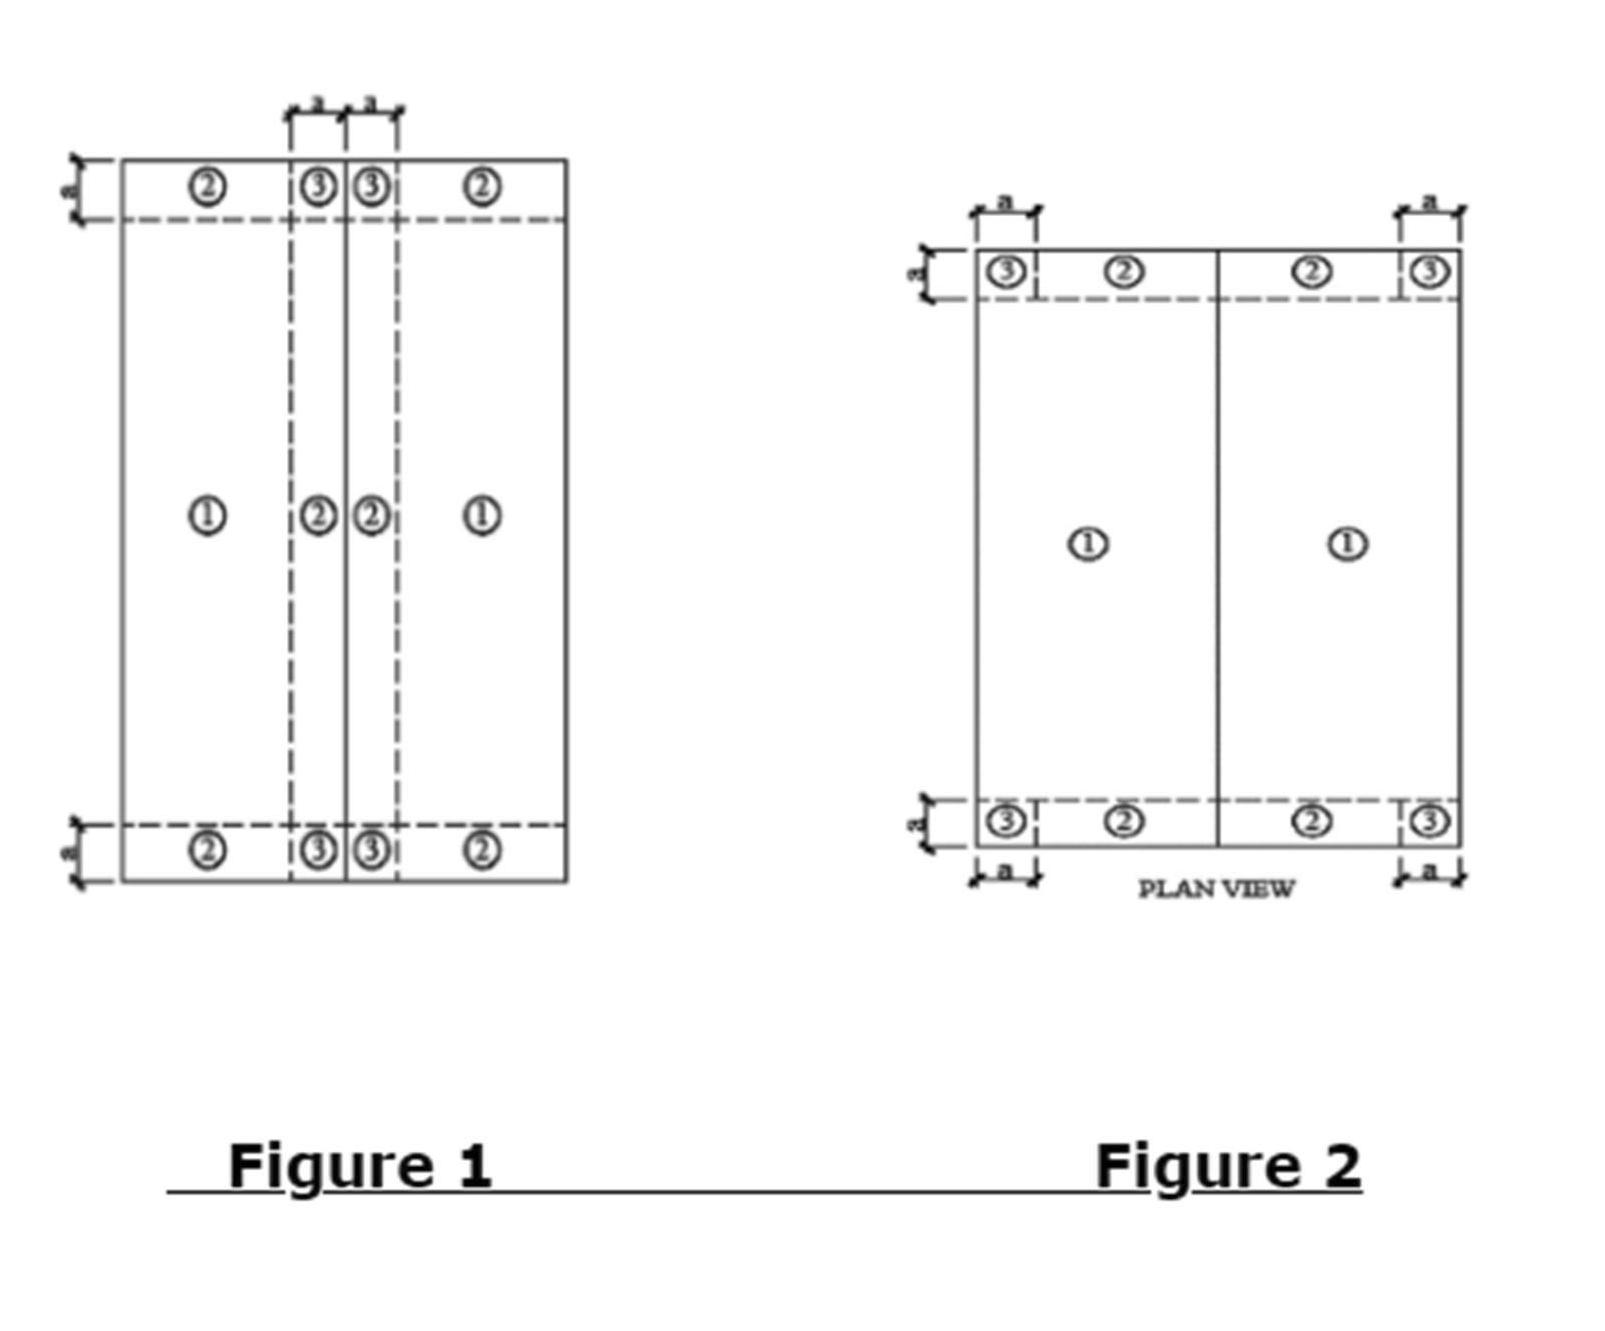 a a
a ② ③ ③ ②
① ② ② ①
a ② ③ ③ ②
a a
a ③ ② ② ③
① ①
a ③ ② ② ③
a a
PLAN VIEW
Figure 1 Figure 2